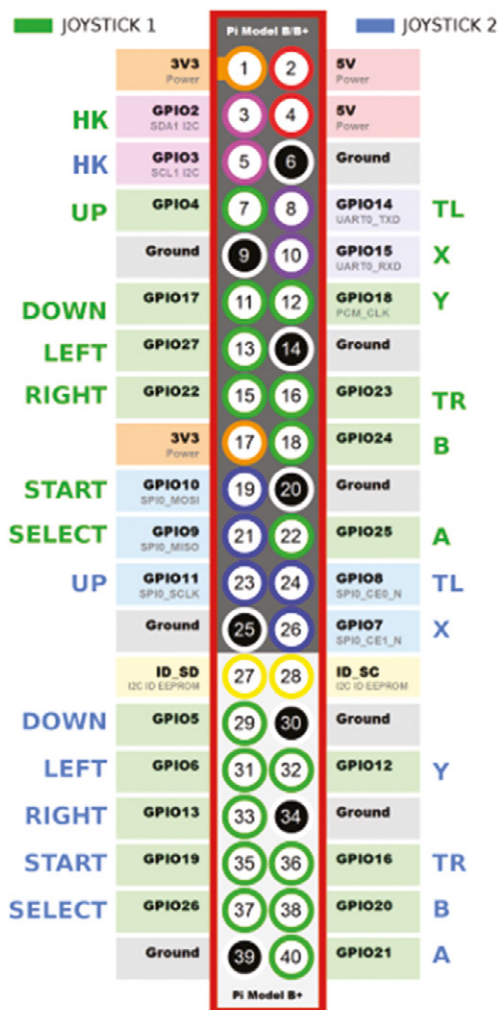 JOYSTICK 1
Pi Model B/B+
JOYSTICK 2
3V3
Power
1
2
5V
Power
HK
GPIO2
SDA1 I2C
3
4
5V
Power
HK
GPIO3
SCL1 I2C
5
6
Ground
UP
GPIO4
7
8
GPIO14
UART0_TXD
TL
Ground
9
10
GPIO15
UART0_RXD
X
DOWN
GPIO17
11
12
GPIO18
PCM_CLK
Y
LEFT
GPIO27
13
14
Ground
RIGHT
GPIO22
15
16
GPIO23
TR
3V3
Power
17
18
GPIO24
B
START
GPIO10
SPI0_MOSI
19
20
Ground
SELECT
GPIO9
SPI0_MISO
21
22
GPIO25
A
UP
GPIO11
SPI0_SCLK
23
24
GPIO8
SPI0_CE0_N
TL
Ground
25
26
GPIO7
SPI0_CE1_N
X
ID_SD
I2C ID EEPROM
27
28
ID_SC
I2C ID EEPROM
DOWN
GPIO5
29
30
Ground
LEFT
GPIO6
31
32
GPIO12
Y
RIGHT
GPIO13
33
34
Ground
START
GPIO19
35
36
GPIO16
TR
SELECT
GPIO26
37
38
GPIO20
B
Ground
39
40
GPIO21
A
Pi Model B+